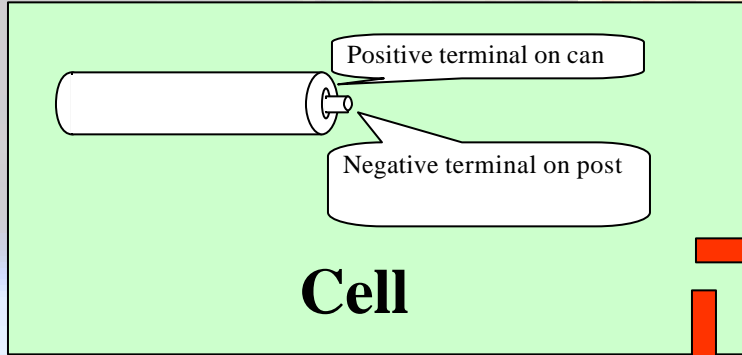 Positive terminal on can
Negative terminal on post
Cell